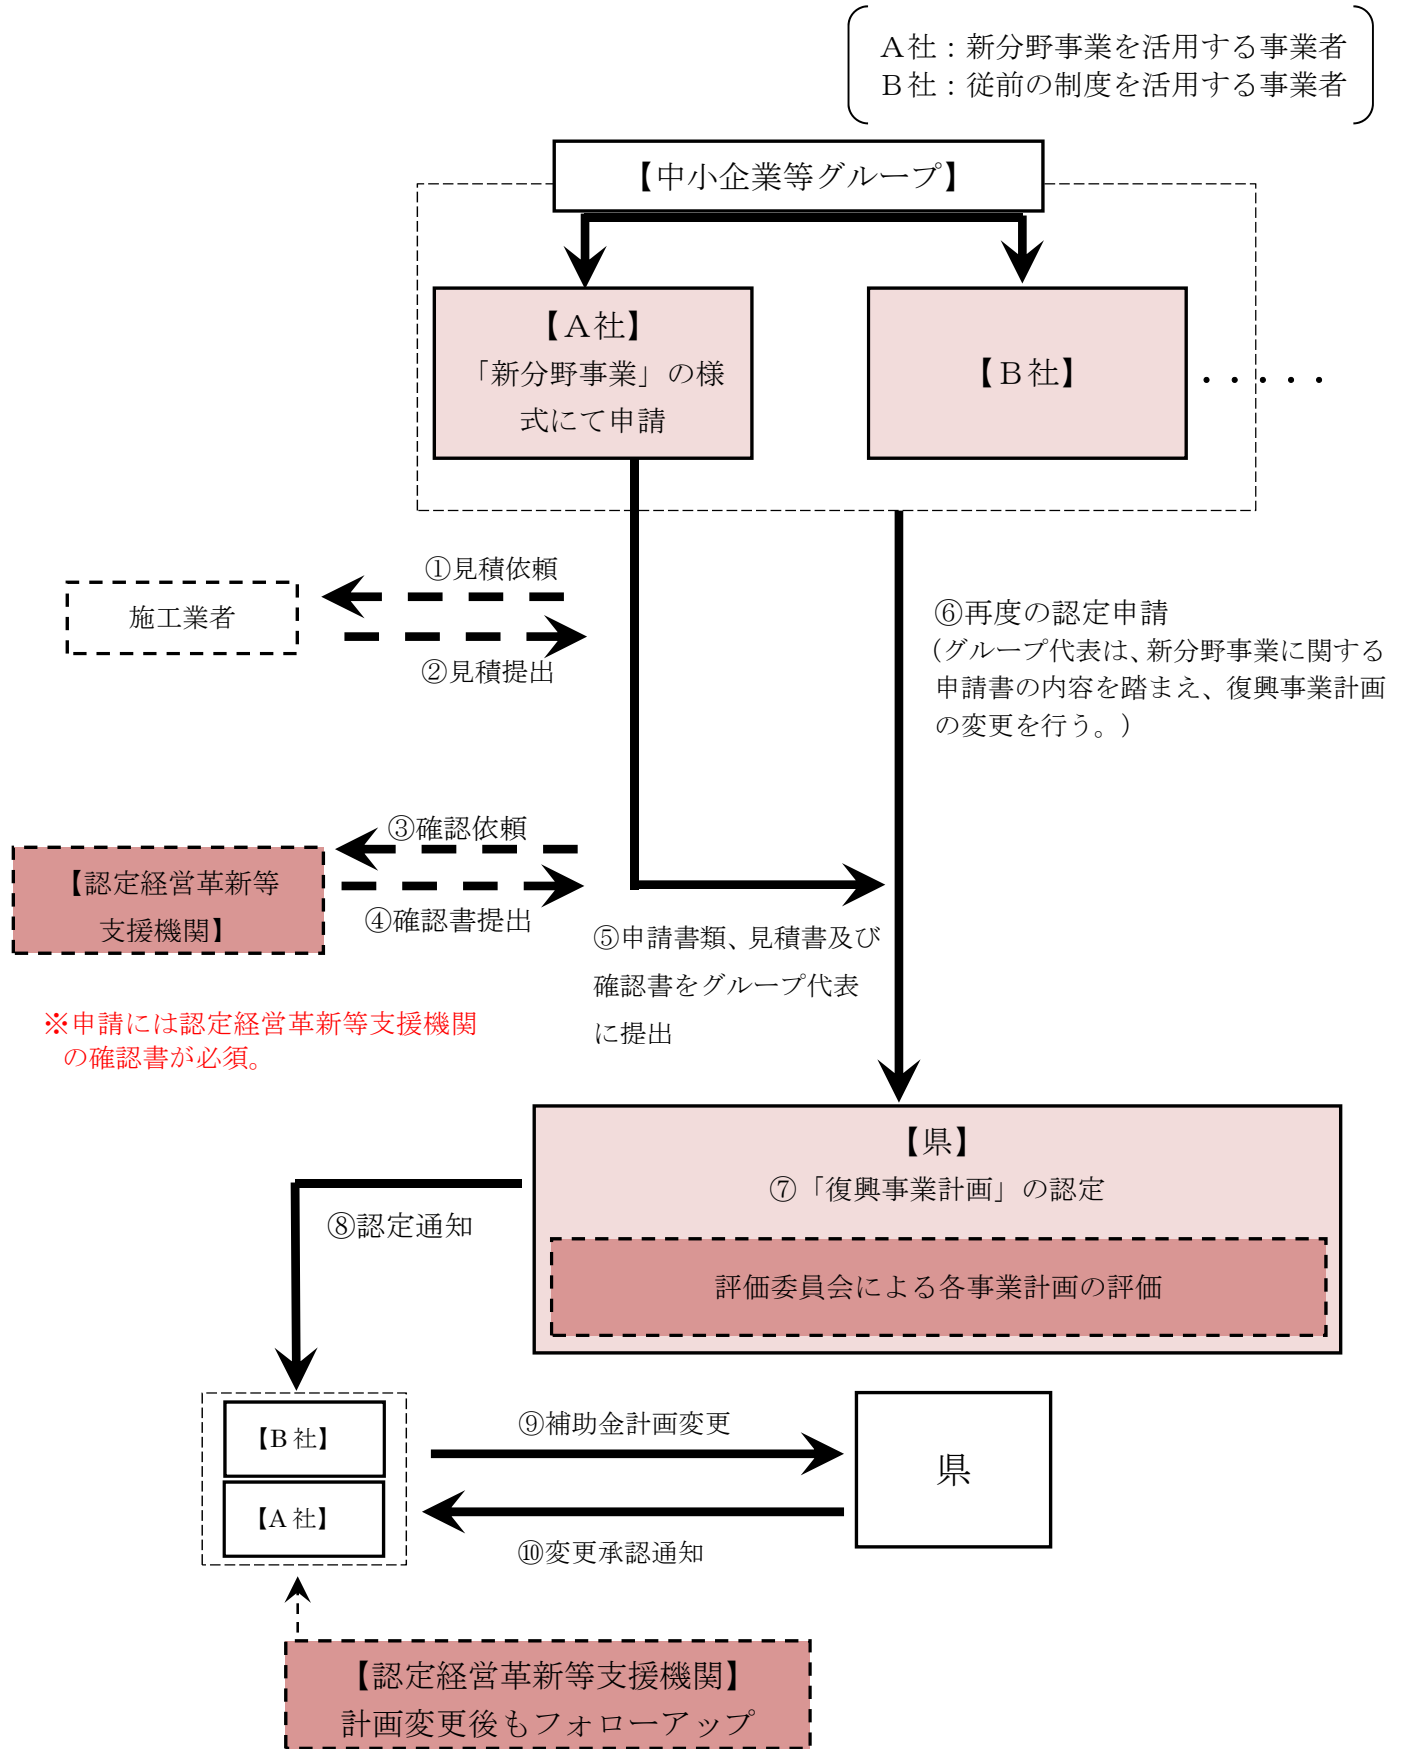 Ａ社：新分野事業を活用する事業者
Ｂ社：従前の制度を活用する事業者
【中小企業等グループ】
【Ａ社】
「新分野事業」の様
式にて申請
【Ｂ社】
・・・・・
①見積依頼
施工業者
②見積提出
⑥再度の認定申請
（グループ代表は、新分野事業に関する
申請書の内容を踏まえ、復興事業計画
の変更を行う。）
③確認依頼
【認定経営革新等
支援機関】
④確認書提出
⑤申請書類、見積書及び
確認書をグループ代表
に提出
※申請には認定経営革新等支援機関
の確認書が必須。
【県】
⑦「復興事業計画」の認定
⑧認定通知
評価委員会による各事業計画の評価
【B 社】
【A 社】
⑨補助金計画変更
県
⑩変更承認通知
【認定経営革新等支援機関】
計画変更後もフォローアップ